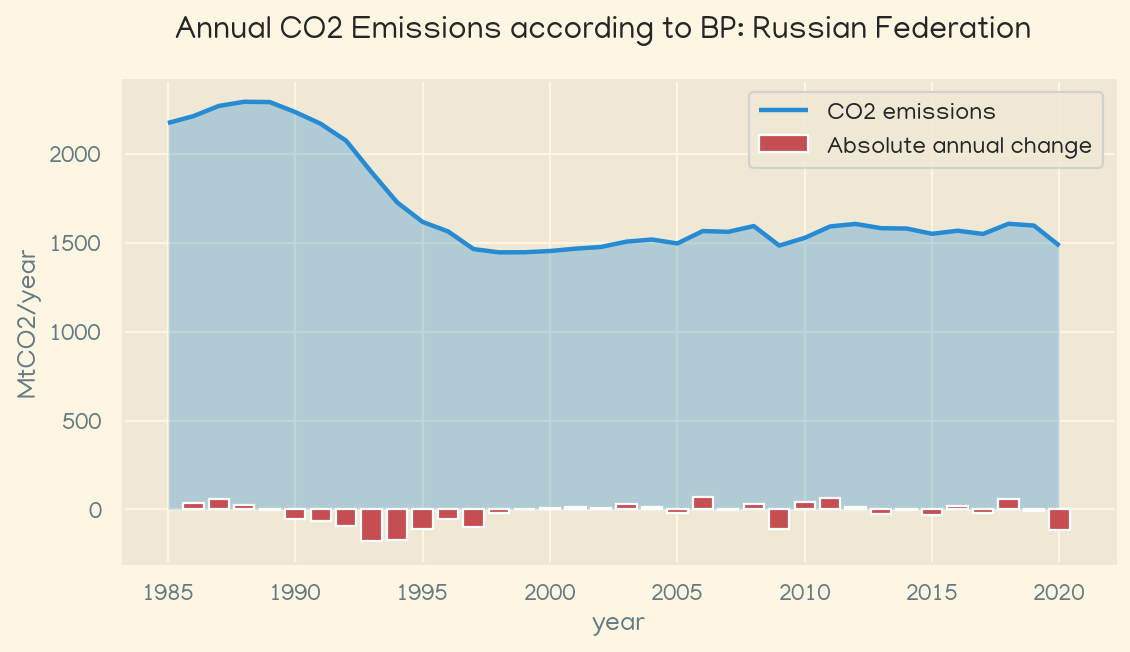 Annual CO2 Emissions according to BP: Russian Federation
CO2 emissions
Absolute annual change
MtCO2/year
2000
1500
1000
500
0
1985 1990 1995 2000 2005 2010 2015 2020
year